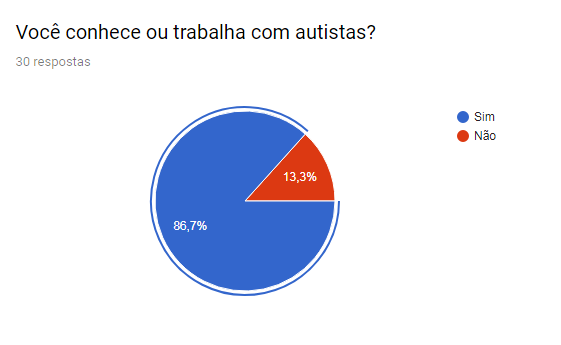 Você conhece ou trabalha com autistas?
30 respostas
Sim
Não
13,3%
86,7%